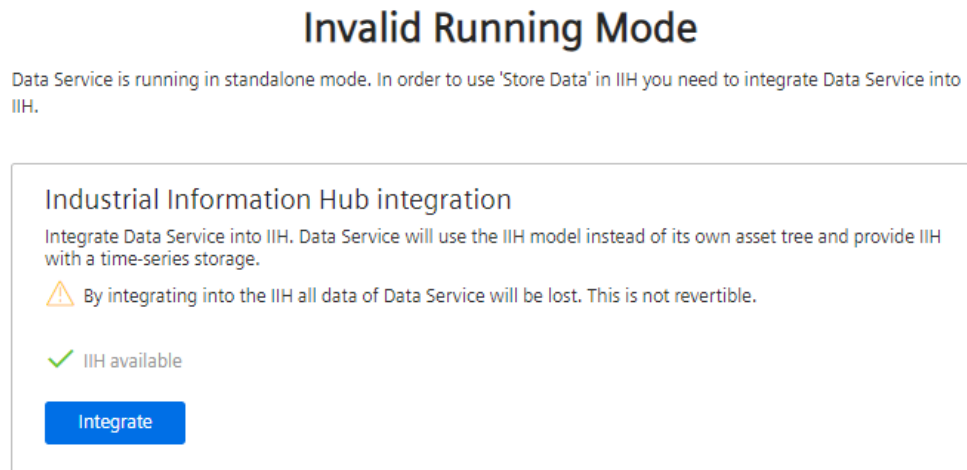 Invalid Running Mode
Data Service is running in standalone mode. In order to use 'Store Data' in IIH you need to integrate Data Service into
IIH.
Industrial Information Hub integration
Integrate Data Service into IIH. Data Service will use the IIH model instead of its own asset tree and provide IIH
with a time-series storage.
By integrating into the IIH all data of Data Service will be lost. This is not revertible.
IIH available
Integrate